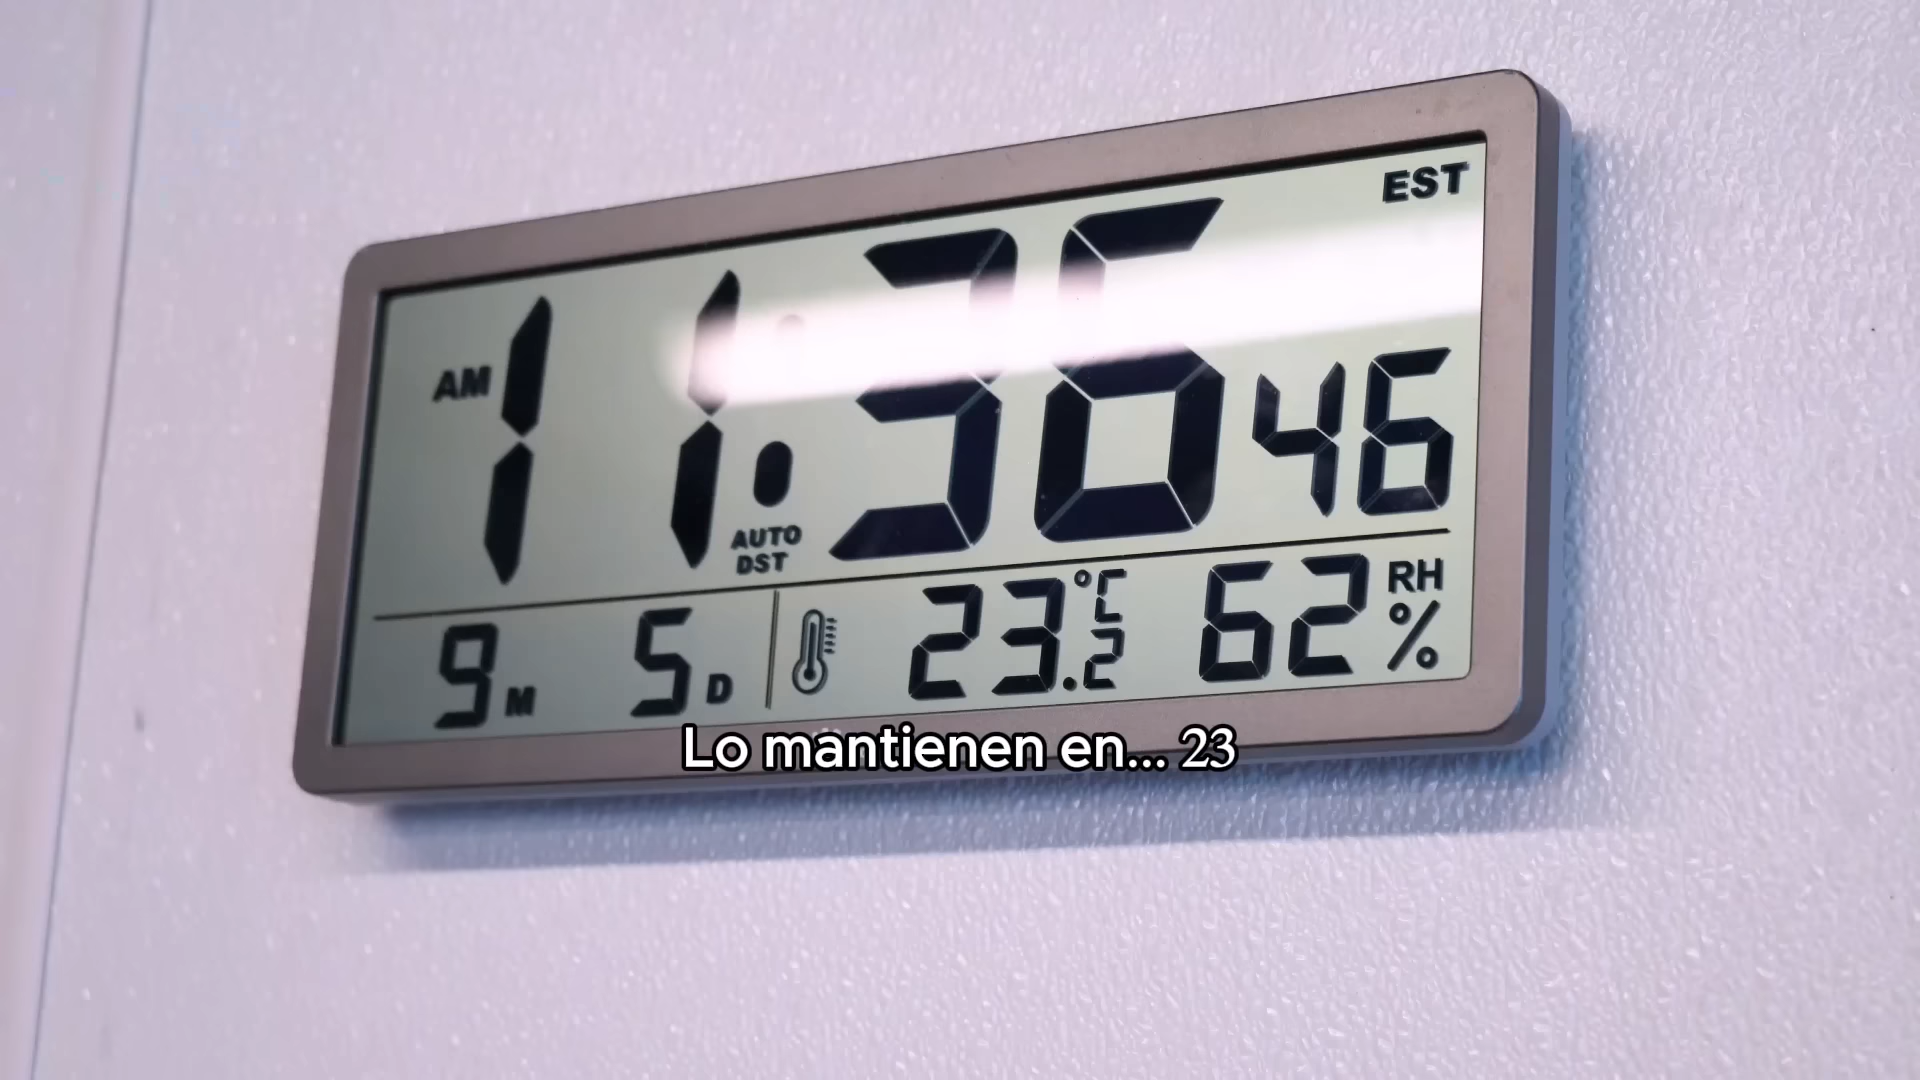 EST
AM 11:36 46
AUTO
DST
9 M 5 D 23.2 °C 62 RH %
Lo mantienen en... 23